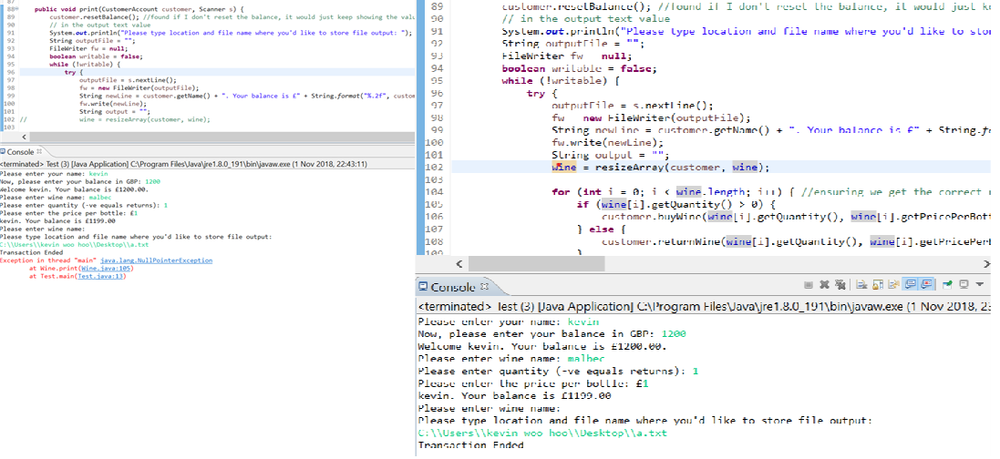 87
88 public void print(CustomerAccount customer, Scanner s) {
89 customer.resetBalance(); //found if I don't reset the balance, it would just keep showing the valu
90 // in the output text value
91 System.out.println("Please type location and file name where you'd like to store file output: ");
92 String outputFile = "";
93 FileWriter fw = null;
94 boolean writable = false;
95 while (!writable) {
96 try {
97 outputFile = s.nextLine();
98 fw = new FileWriter(outputFile);
99 String newLine = customer.getName() + ". Your balance is £" + String.format("%.2f", custom
100 fw.write(newLine);
101 String output = "";
102 // wine = resizeArray(customer, wine);
103
Console
<terminated> Test (3) [Java Application] C:\Program Files\Java\jre1.8.0_191\bin\javaw.exe (1 Nov 2018, 22:43:11)
Please enter your name: kevin
Now, please enter your balance in GBP: 1200
Welcome kevin. Your balance is £1200.00.
Please enter wine name: malbec
Please enter quantity (-ve equals returns): 1
Please enter the price per bottle: £1
kevin. Your balance is £1199.00
Please enter wine name:
Please type location and file name where you'd like to store file output:
C:\\Users\\kevin woo hoo\\Desktop\\a.txt
Transaction Ended
Exception in thread "main" java.lang.NullPointerException
at Wine.print(Wine.java:105)
at Test.main(Test.java:13)
89 customer.resetBalance(); //found if I don't reset the balance, it would just ke
90 // in the output text value
91 System.out.println("Please type location and file name where you'd like to stor
92 String outputFile = "";
93 FileWriter fw = null;
94 boolean writable = false;
95 while (!writable) {
96 try {
97 outputFile = s.nextLine();
98 fw = new FileWriter(outputFile);
99 String newLine = customer.getName() + ". Your balance is £" + String.fo
100 fw.write(newLine);
101 String output = "";
102 wine = resizeArray(customer, wine);
103
104 for (int i = 0; i < wine.length; i++) { //ensuring we get the correct
105 if (wine[i].getQuantity() > 0) {
106 customer.buyWine(wine[i].getQuantity(), wine[i].getPricePerBott
107 } else {
108 customer.returnWine(wine[i].getQuantity(), wine[i].getPricePerB
109 }
Console
<terminated> Test (3) [Java Application] C:\Program Files\Java\jre1.8.0_191\bin\javaw.exe (1 Nov 2018, 22:
Please enter your name: kevin
Now, please enter your balance in GBP: 1200
Welcome kevin. Your balance is £1200.00.
Please enter wine name: malbec
Please enter quantity (-ve equals returns): 1
Please enter the price per bottle: £1
kevin. Your balance is £1199.00
Please enter wine name:
Please type location and file name where you'd like to store file output:
C:\\Users\\kevin woo hoo\\Desktop\\a.txt
Transaction Ended